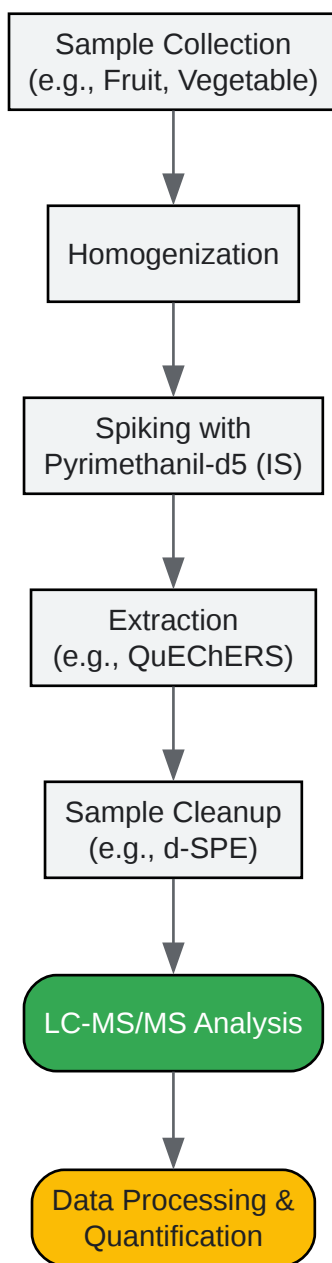 Sample Collection
(e.g., Fruit, Vegetable)
Homogenization
Spiking with
Pyrimethanil-d5 (IS)
Extraction
(e.g., QuEChERS)
Sample Cleanup
(e.g., d-SPE)
LC-MS/MS Analysis
Data Processing &
Quantification